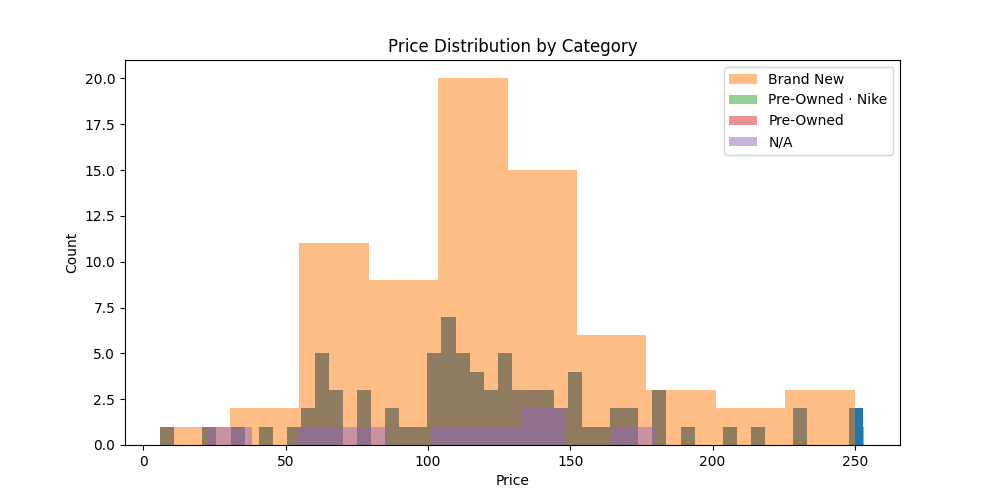 Price Distribution by Category
20.0
17.5
15.0
12.5
10.0
7.5
5.0
2.5
0.0
Count
Brand New
Pre-Owned · Nike
Pre-Owned
N/A
0 50 100 150 200 250
Price